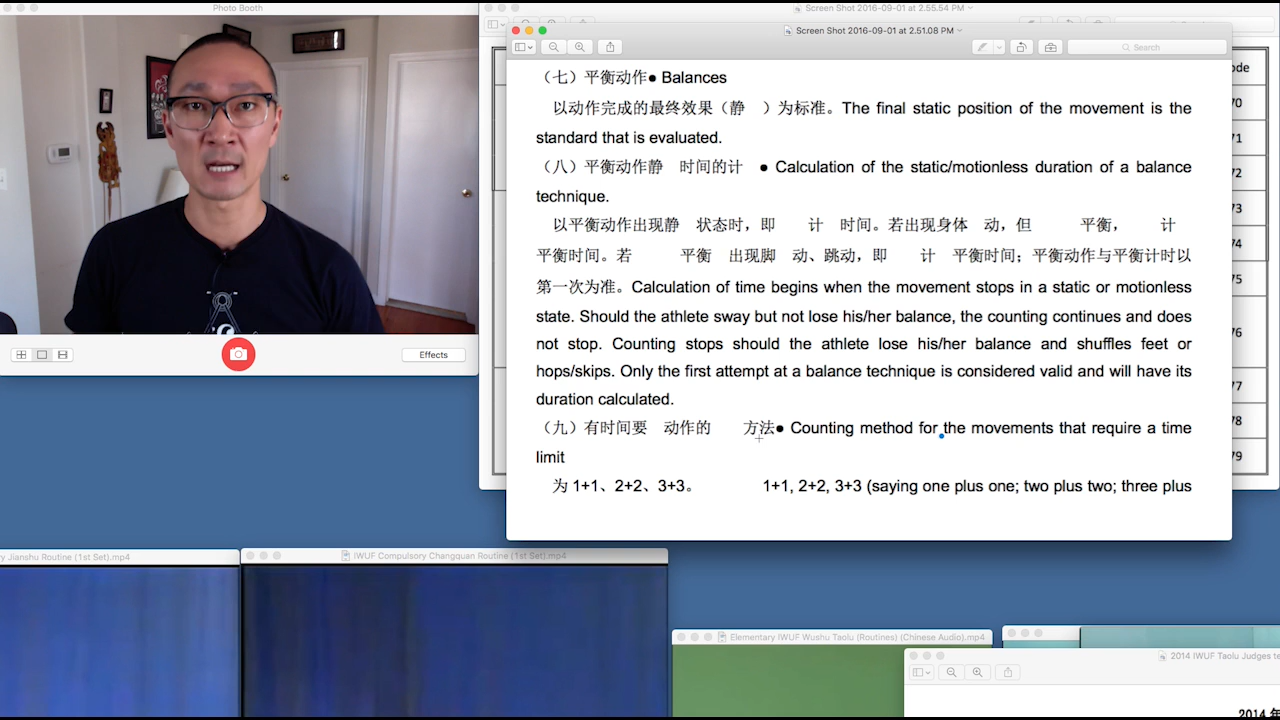 Photo Booth
Effects
Screen Shot 2016-09-01 at 2.55.54 PM
Screen Shot 2016-09-01 at 2.51.08 PM
Search
（七）平衡动作● Balances
以动作完成的最终效果（静 ）为标准。The final static position of the movement is the
standard that is evaluated.
（八）平衡动作静 时间的计 ● Calculation of the static/motionless duration of a balance
technique.
以平衡动作出现静 状态时，即 计 时间。若出现身体 动，但 平衡， 计
平衡时间。若 平衡 出现脚 动、跳动，即 计 平衡时间；平衡动作与平衡计时以
第一次为准。Calculation of time begins when the movement stops in a static or motionless
state. Should the athlete sway but not lose his/her balance, the counting continues and does
not stop. Counting stops should the athlete lose his/her balance and shuffles feet or
hops/skips. Only the first attempt at a balance technique is considered valid and will have its
duration calculated.
（九）有时间要 动作的 方法● Counting method for the movements that require a time
limit
为 1+1、2+2、3+3。 1+1, 2+2, 3+3 (saying one plus one; two plus two; three plus
ode
70
71
72
73
74
75
76
77
78
79
y Jianshu Routine (1st Set).mp4
IWUF Compulsory Changquan Routine (1st Set).mp4
Elementary IWUF Wushu Taolu (Routines) (Chinese Audio).mp4
2014 IWUF Taolu Judges te
2014 年